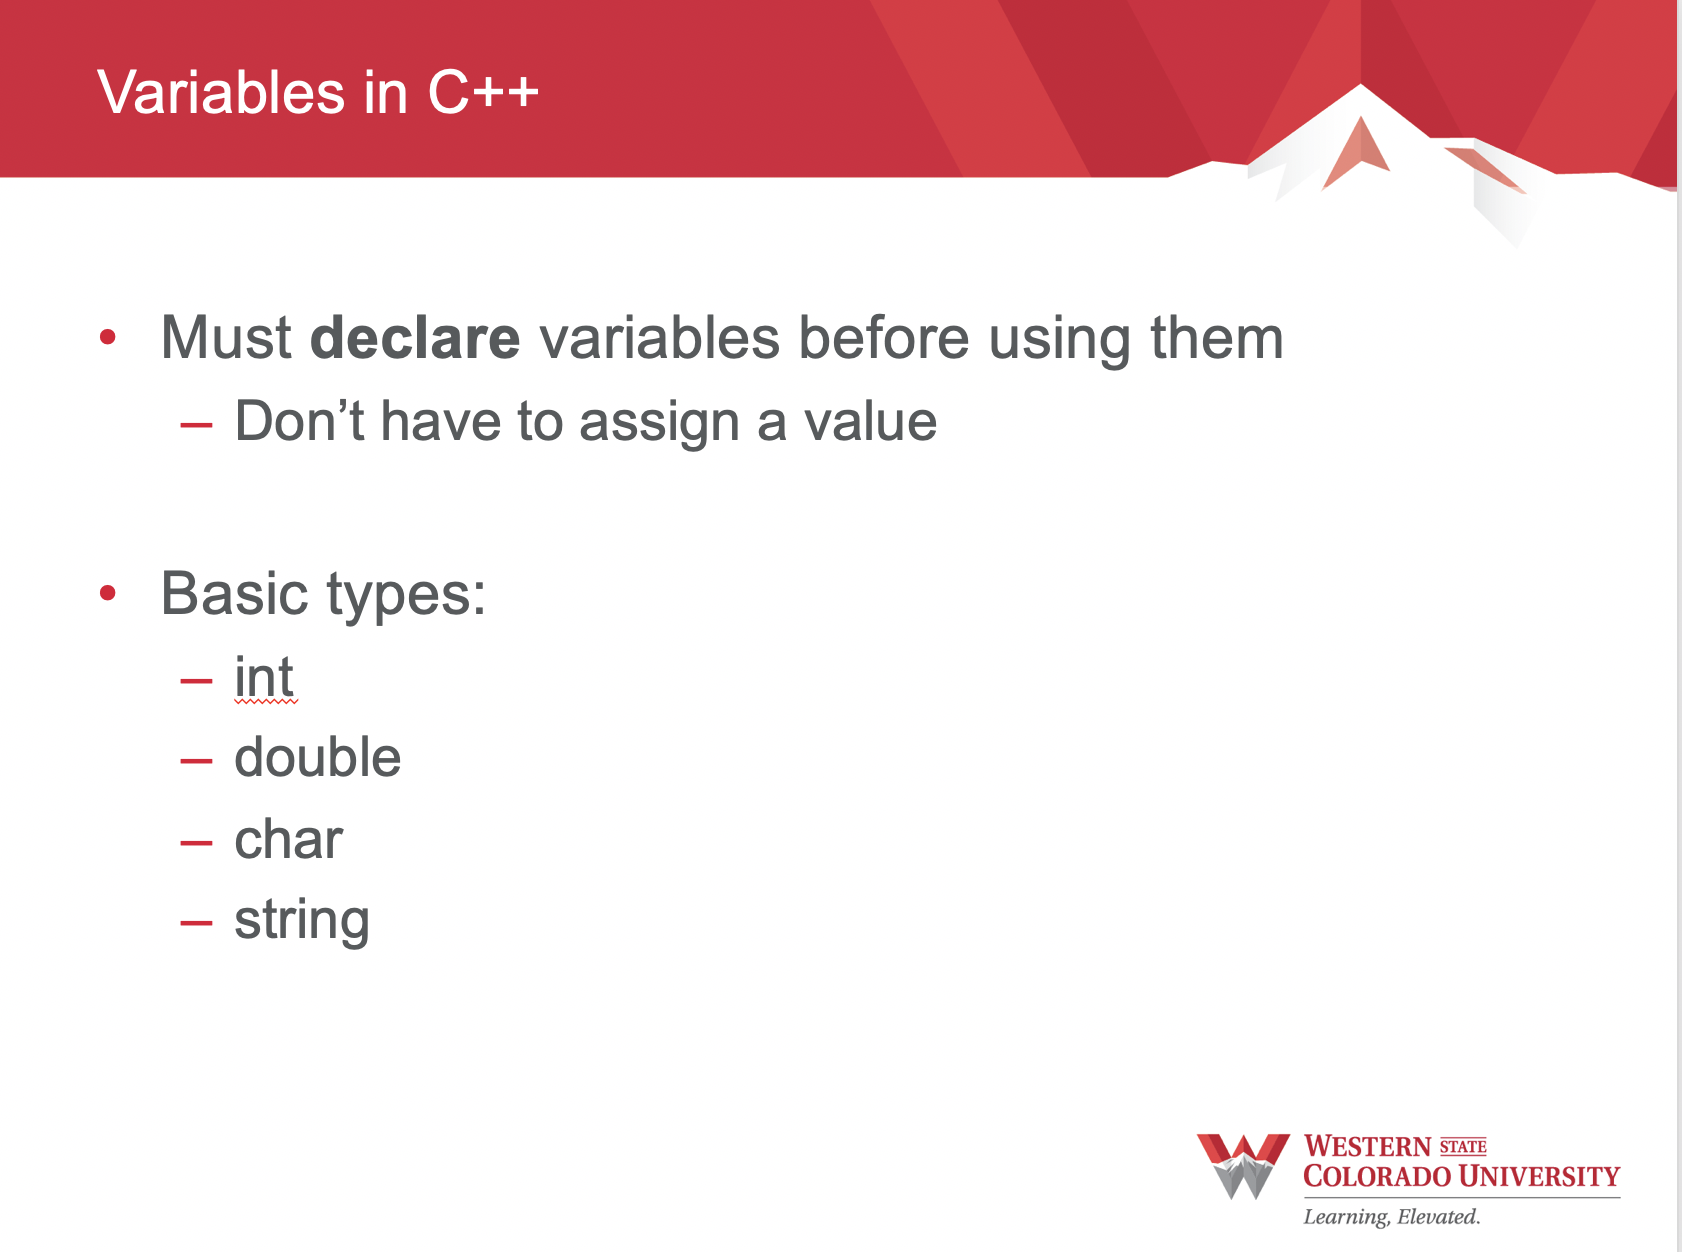 Variables in C++
• Must declare variables before using them
– Don’t have to assign a value
• Basic types:
– int
– double
– char
– string
WESTERN STATE
COLORADO UNIVERSITY
Learning, Elevated.